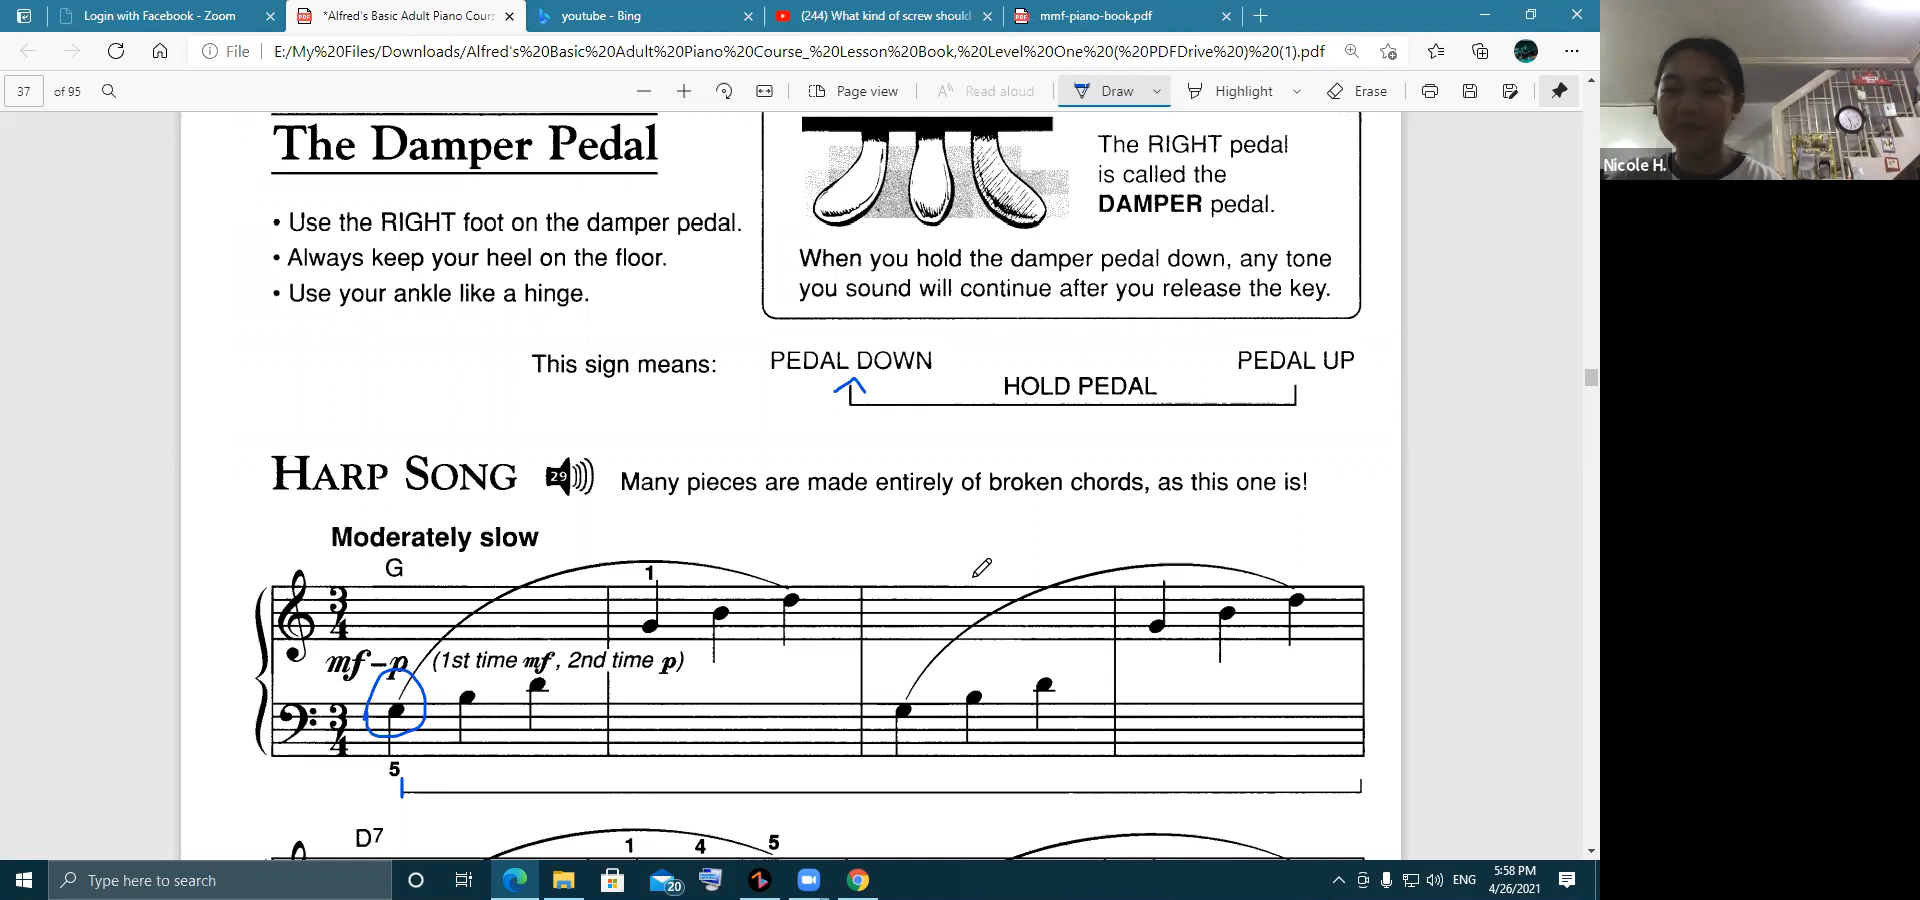 Login with Facebook - Zoom
*Alfred's Basic Adult Piano Cours
youtube - Bing
(244) What kind of screw should
mmf-piano-book.pdf
File
E:/My%20Files/Downloads/Alfred's%20Basic%20Adult%20Piano%20Course_%20Lesson%20Book,%20Level%20One%20(%20PDFDrive%20)%20(1).pdf
37
of 95
Page view
Read aloud
Draw
Highlight
Erase
The Damper Pedal
• Use the RIGHT foot on the damper pedal.
• Always keep your heel on the floor.
• Use your ankle like a hinge.
The RIGHT pedal
is called the
DAMPER pedal.
When you hold the damper pedal down, any tone
you sound will continue after you release the key.
This sign means:
PEDAL DOWN
HOLD PEDAL
PEDAL UP
HARP SONG
29
Many pieces are made entirely of broken chords, as this one is!
Moderately slow
G
1
3
4
mf-p (1st time mf, 2nd time p)
3
4
5
D7
1 4 5
Nicole H.
Type here to search
20
ENG
5:58 PM
4/26/2021